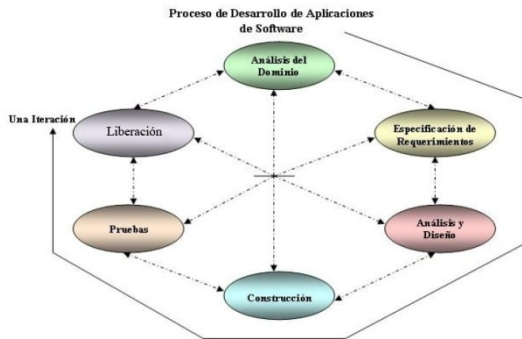 Proceso de Desarrollo de Aplicaciones
de Software
Análisis del
Dominio
Una Iteración
Liberación
Especificación de
Requerimientos
Pruebas
Análisis y
Diseño
Construcción